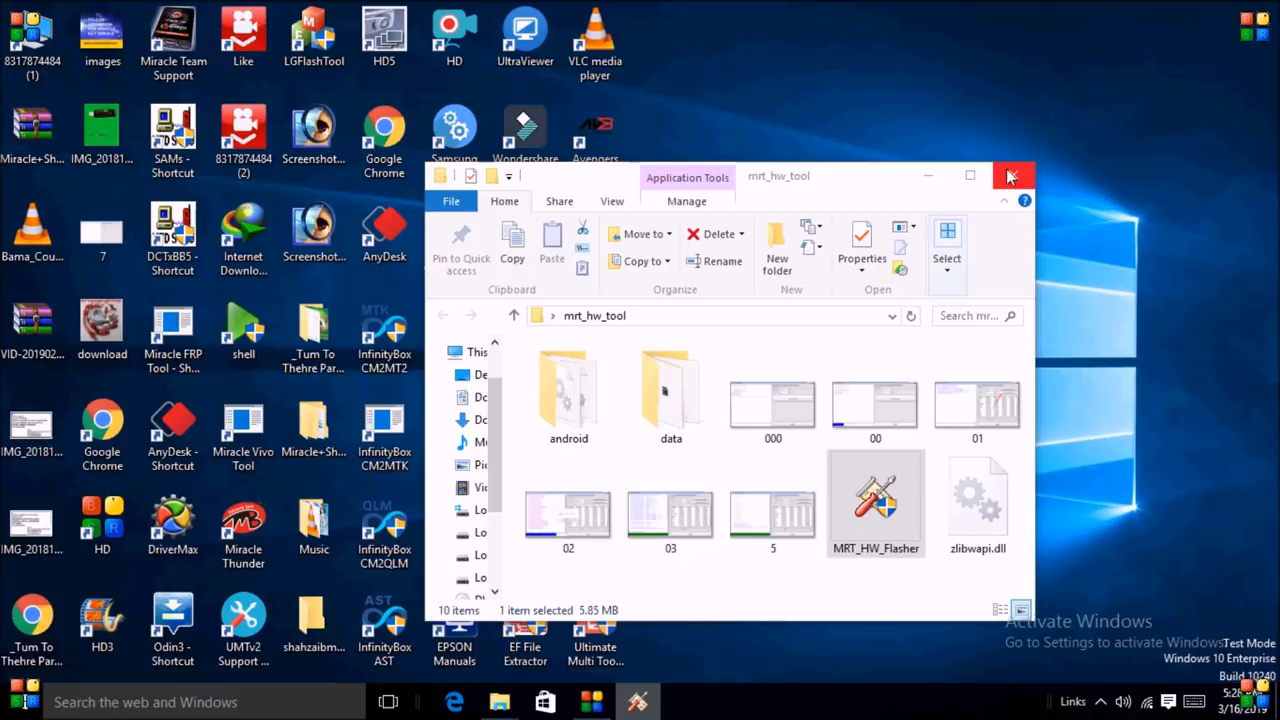 8317874484
(1)
images
Miracle Team
Support
Like
LGFlashTool
HD5
HD
UltraViewer
VLC media
player
Miracle+Sh...
IMG_20181...
SAMs -
Shortcut
8317874484
(2)
Screenshot...
Google
Chrome
Samsung
Wondershare
Avengers
Bama_Cou...
7
DCTxBB5 -
Shortcut
Internet
Downlo...
Screenshot...
AnyDesk
VID-201902...
download
Miracle FRP
Tool - Sh...
shell
_Tum To
Thehre Par...
MTK
InfinityBox
CM2MT2
IMG_20181...
Google
Chrome
AnyDesk -
Shortcut
Miracle Vivo
Tool
Miracle+Sh...
InfinityBox
CM2MTK
IMG_20181...
HD
DriverMax
Miracle
Thunder
Music
QLM
InfinityBox
CM2QLM
_Tum To
Thehre Par...
HD3
Odin3 -
Shortcut
UMTv2
Support ...
shahzaibm...
AST
InfinityBox
AST
EPSON
Manuals
EF File
Extractor
Ultimate
Multi Too...
Application Tools
mrt_hw_tool
File
Home
Share
View
Manage
Pin to Quick
access
Copy
Paste
Clipboard
Move to
Copy to
Delete
Rename
Organize
New
folder
New
Properties
Open
Select
mrt_hw_tool
Search mr...
This
De
Do
Do
Mu
Pic
Vic
Lo
Lo
Lo
Lo
android
data
000
00
01
02
03
5
MRT_HW_Flasher
zlibwapi.dll
10 items
1 item selected 5.85 MB
Activate Windows
Go to Settings to activate Windows
Test Mode
Windows 10 Enterprise
Build 10240
Search the web and Windows
Links
3/16/2019